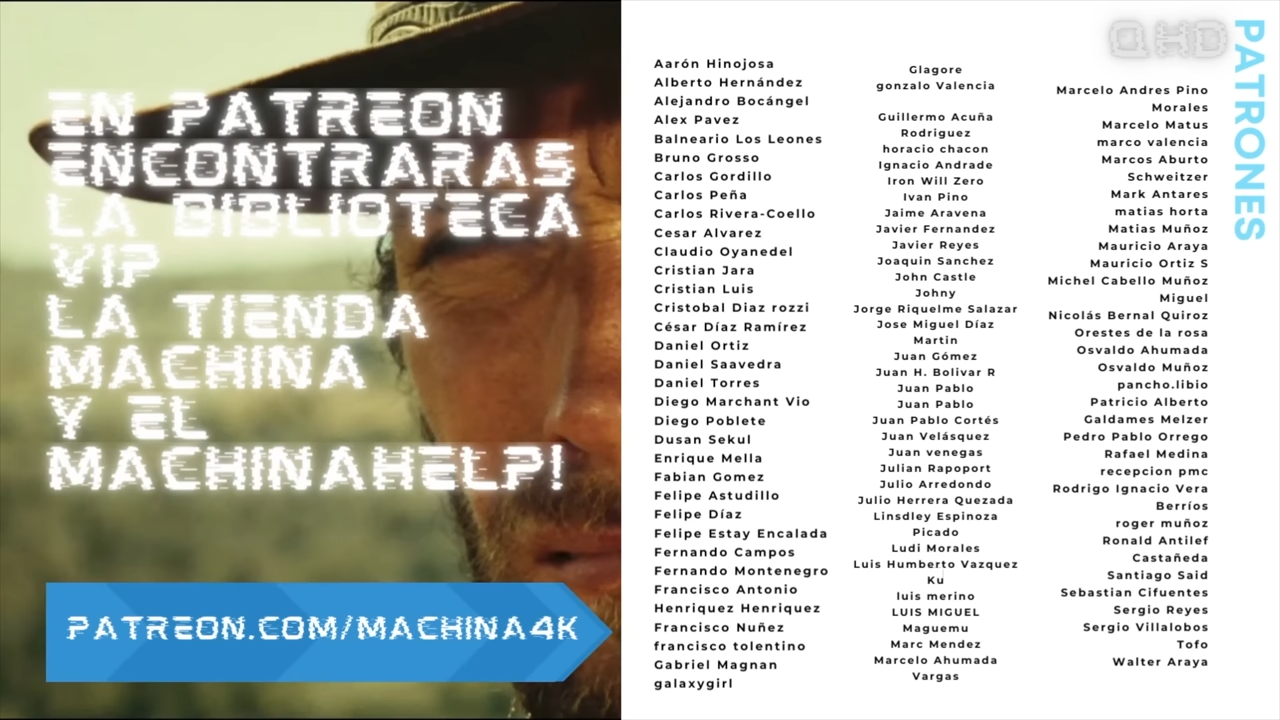 EN PATREON
ENCONTRARAS
LA BIBLIOTECA
VIP
LA TIENDA
MACHINA
Y EL
MACHINAHELP!
PATREON.COM/MACHINA4K
Aarón Hinojosa
Alberto Hernández
Alejandro Bocángel
Alex Pavez
Balneario Los Leones
Bruno Grosso
Carlos Gordillo
Carlos Peña
Carlos Rivera-Coello
Cesar Alvarez
Claudio Oyanedel
Cristian Jara
Cristian Luis
Cristobal Diaz rozzi
César Díaz Ramírez
Daniel Ortiz
Daniel Saavedra
Daniel Torres
Diego Marchant Vio
Diego Poblete
Dusan Sekul
Enrique Mella
Fabian Gomez
Felipe Astudillo
Felipe Díaz
Felipe Estay Encalada
Fernando Campos
Fernando Montenegro
Francisco Antonio
Henriquez Henriquez
Francisco Nuñez
francisco tolentino
Gabriel Magnan
galaxygirl
Glagore
gonzalo Valencia
Guillermo Acuña
Rodriguez
horacio chacon
Ignacio Andrade
Iron Will Zero
Ivan Pino
Jaime Aravena
Javier Fernandez
Javier Reyes
Joaquin Sanchez
John Castle
Johny
Jorge Riquelme Salazar
Jose Miguel Díaz
Martin
Juan Gómez
Juan H. Bolivar R
Juan Pablo
Juan Pablo
Juan Pablo Cortés
Juan Velásquez
Juan venegas
Julian Rapoport
Julio Arredondo
Julio Herrera Quezada
Linsdley Espinoza
Picado
Ludi Morales
Luis Humberto Vazquez
Ku
luis merino
LUIS MIGUEL
Maguemu
Marc Mendez
Marcelo Ahumada
Vargas
Marcelo Andres Pino
Morales
Marcelo Matus
marco valencia
Marcos Aburto
Schweitzer
Mark Antares
matias horta
Matias Muñoz
Mauricio Araya
Mauricio Ortiz S
Michel Cabello Muñoz
Miguel
Nicolás Bernal Quiroz
Orestes de la rosa
Osvaldo Ahumada
Osvaldo Muñoz
pancho.libio
Patricio Alberto
Galdames Melzer
Pedro Pablo Orrego
Rafael Medina
recepcion pmc
Rodrigo Ignacio Vera
Berríos
roger muñoz
Ronald Antilef
Castañeda
Santiago Said
Sebastian Cifuentes
Sergio Reyes
Sergio Villalobos
Tofo
Walter Araya
QHD
PATRONES